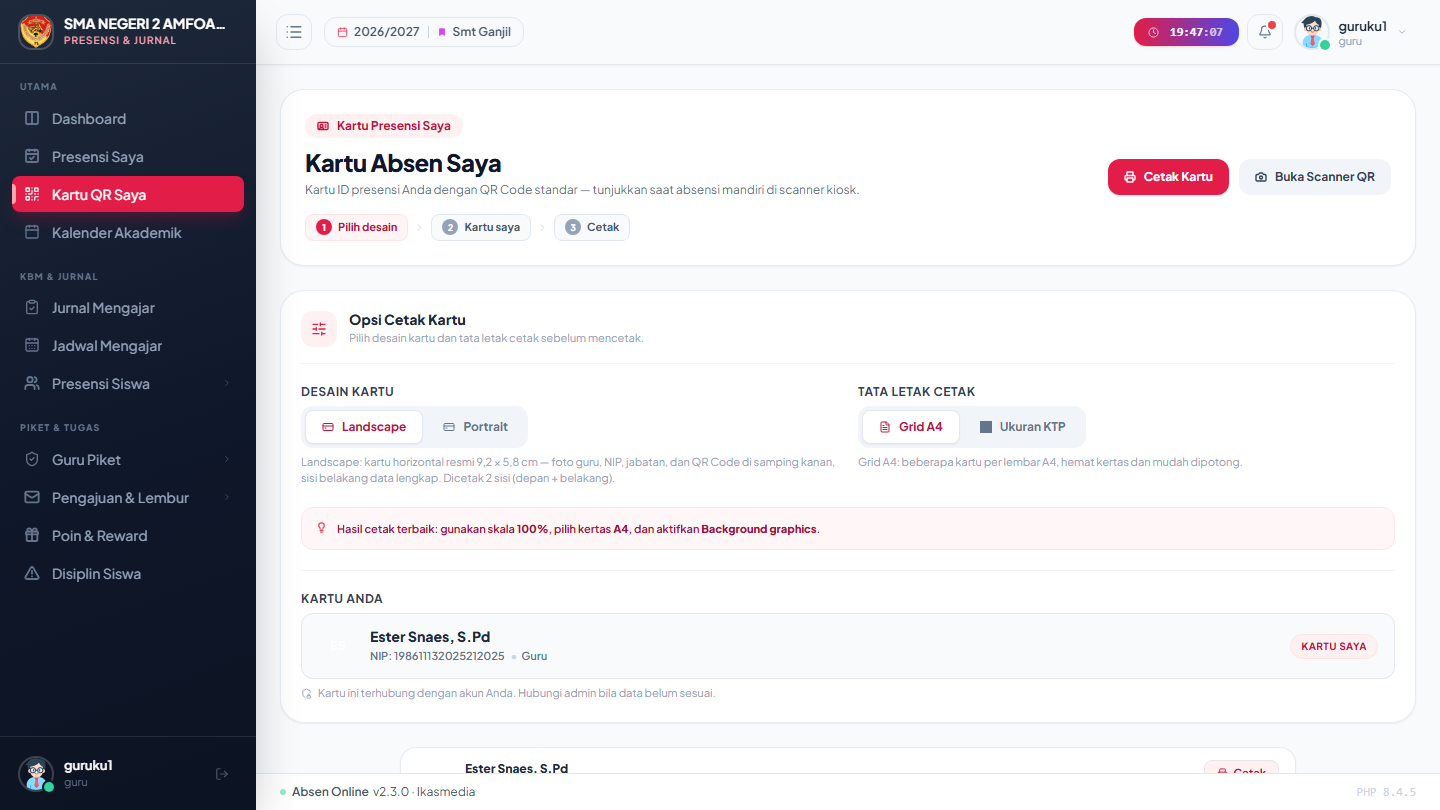 SMA NEGERI 2 AMFOA...
PRESENSI & JURNAL
UTAMA
Dashboard
Presensi Saya
Kartu QR Saya
Kalender Akademik
KBM & JURNAL
Jurnal Mengajar
Jadwal Mengajar
Presensi Siswa
PIKET & TUGAS
Guru Piket
Pengajuan & Lembur
Poin & Reward
Disiplin Siswa
guruku1
guru
2026/2027
Smt Ganjil
19:47:07
guruku1
guru
Kartu Presensi Saya
Kartu Absen Saya
Kartu ID presensi Anda dengan QR Code standar — tunjukkan saat absensi mandiri di scanner kiosk.
1 Pilih desain
2 Kartu saya
3 Cetak
Cetak Kartu
Buka Scanner QR
Opsi Cetak Kartu
Pilih desain kartu dan tata letak cetak sebelum mencetak.
DESAIN KARTU
Landscape
Portrait
Landscape: kartu horizontal resmi 9,2 × 5,8 cm — foto guru, NIP, jabatan, dan QR Code di samping kanan,
sisi belakang data lengkap. Dicetak 2 sisi (depan + belakang).
TATA LETAK CETAK
Grid A4
Ukuran KTP
Grid A4: beberapa kartu per lembar A4, hemat kertas dan mudah dipotong.
Hasil cetak terbaik: gunakan skala 100%, pilih kertas A4, dan aktifkan Background graphics.
KARTU ANDA
Ester Snaes, S.Pd
NIP: 198611132025212025 • Guru
KARTU SAYA
Kartu ini terhubung dengan akun Anda. Hubungi admin bila data belum sesuai.
Ester Snaes, S.Pd
Cetak
Absen Online v2.3.0 · Ikasmedia
PHP 8.4.5